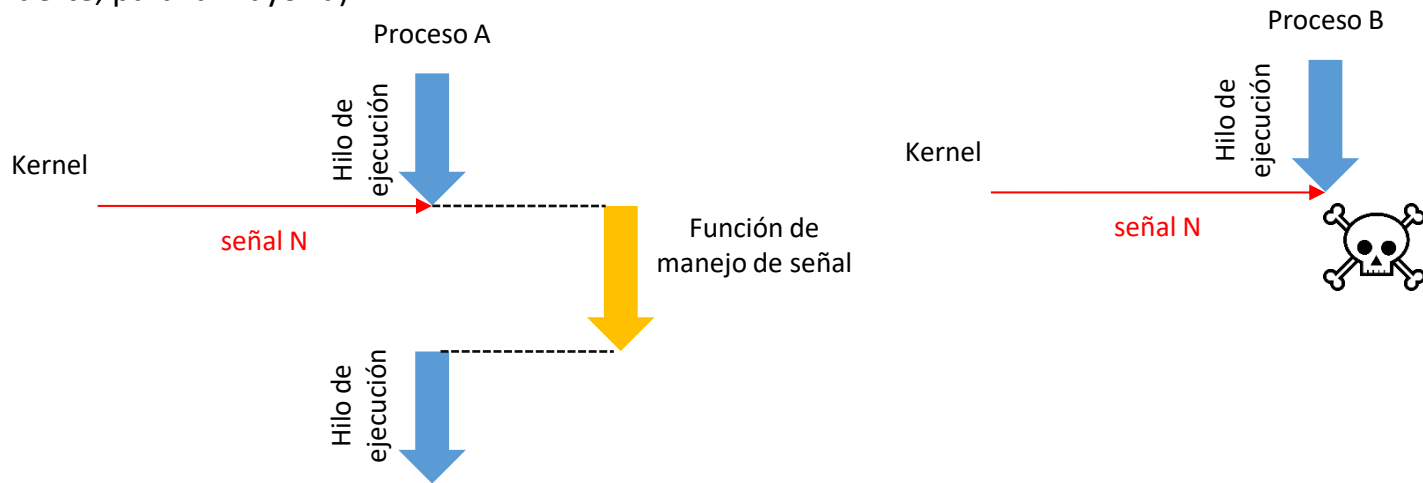 Proceso A
Hilo de
ejecución
Kernel
señal N
Función de
manejo de señal
Hilo de
ejecución
Proceso B
Hilo de
ejecución
Kernel
señal N